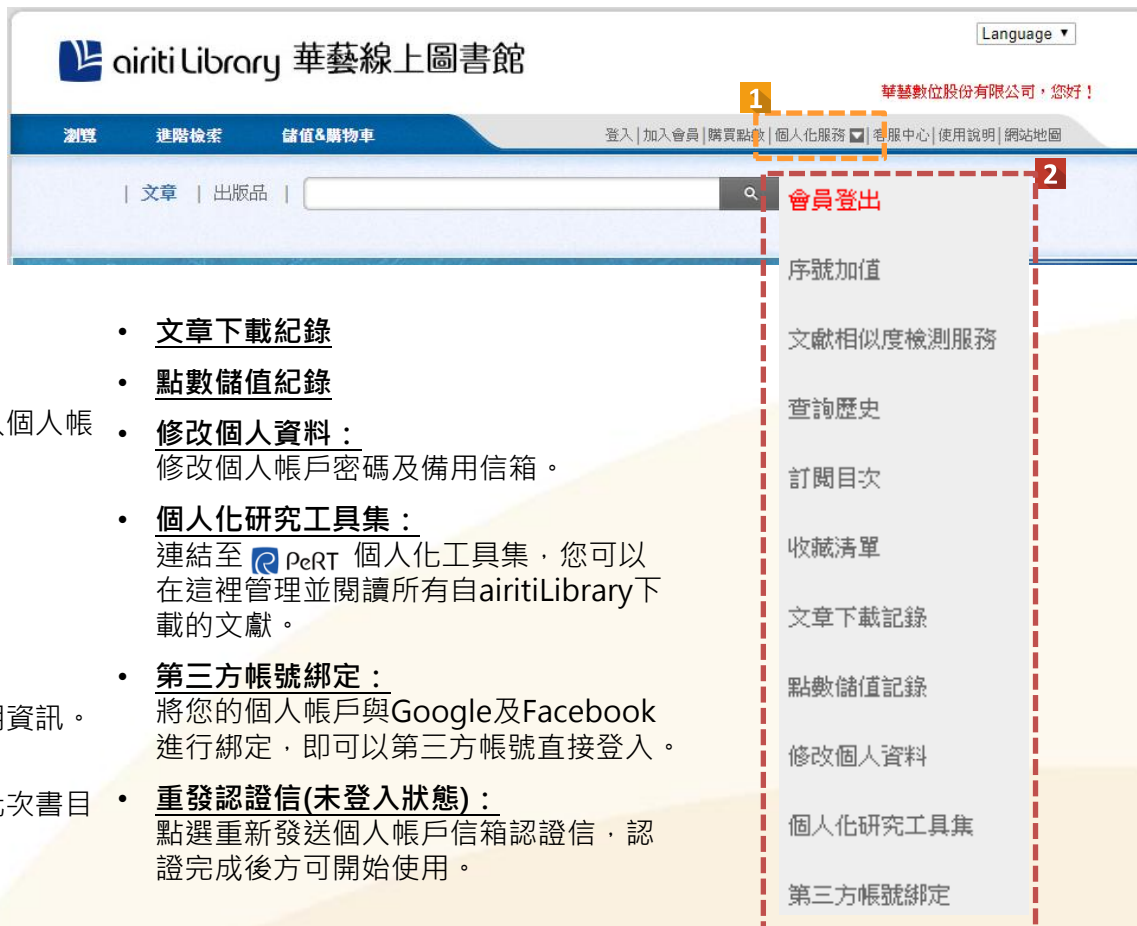 airiti Library 華藝線上圖書館
Language ▼
華藝數位股份有限公司，您好！
1
瀏覽 進階檢索 儲值&購物車
登入|加入會員|購買點數|個人化服務▼|客服中心|使用說明|網站地圖
| 文章 | 出版品 |
2
會員登出
序號加值
文獻相似度檢測服務
查詢歷史
訂閱目次
收藏清單
文章下載記錄
點數儲值記錄
修改個人資料
個人化研究工具集
第三方帳號綁定
個人帳
資訊。
次書目
• 文章下載紀錄
• 點數儲值紀錄
• 修改個人資料：
修改個人帳戶密碼及備用信箱。
• 個人化研究工具集：
連結至 PeRT 個人化工具集，您可以
在這裡管理並閱讀所有自airitiLibrary下
載的文獻。
• 第三方帳號綁定：
將您的個人帳戶與Google及Facebook
進行綁定，即可以第三方帳號直接登入。
• 重發認證信(未登入狀態)：
點選重新發送個人帳戶信箱認證信，認
證完成後方可開始使用。